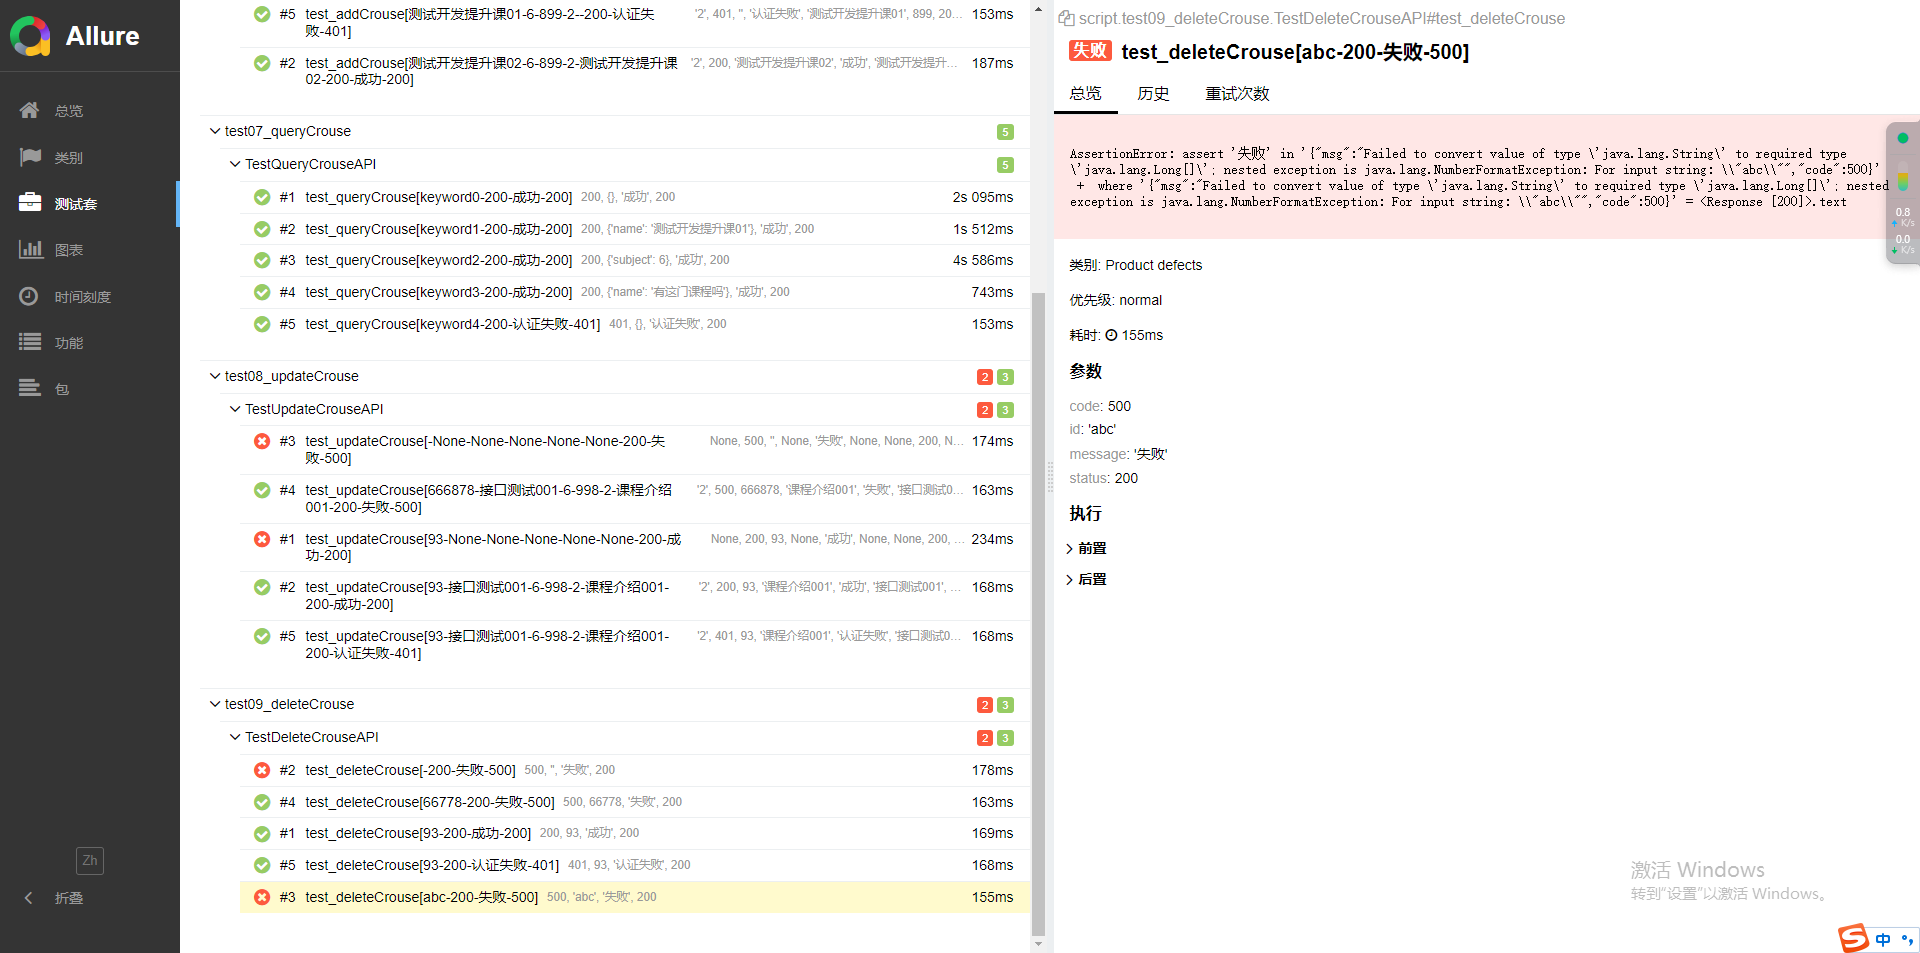 Allure
总览
类别
测试套
图表
时间刻度
功能
包
Zh
折叠
#5 test_addCrouse[测试开发提升课01-6-899-2--200-认证失 '2', 401, '', '认证失败', '测试开发提升课01', 899, 20... 153ms
败-401]
#2 test_addCrouse[测试开发提升课02-6-899-2-测试开发提升课 '2', 200, '测试开发提升课02', '成功', '测试开发提升... 187ms
02-200-成功-200]
test07_queryCrouse 5
TestQueryCrouseAPI 5
#1 test_queryCrouse[keyword0-200-成功-200] 200, {}, '成功', 200 2s 095ms
#2 test_queryCrouse[keyword1-200-成功-200] 200, {'name': '测试开发提升课01'}, '成功', 200 1s 512ms
#3 test_queryCrouse[keyword2-200-成功-200] 200, {'subject': 6}, '成功', 200 4s 586ms
#4 test_queryCrouse[keyword3-200-成功-200] 200, {'name': '有这门课程吗'}, '成功', 200 743ms
#5 test_queryCrouse[keyword4-200-认证失败-401] 401, {}, '认证失败', 200 153ms
test08_updateCrouse 2 3
TestUpdateCrouseAPI 2 3
#3 test_updateCrouse[-None-None-None-None-None-200-失 None, 500, '', None, '失败', None, None, 200, N... 174ms
败-500]
#4 test_updateCrouse[666878-接口测试001-6-998-2-课程介绍 '2', 500, 666878, '课程介绍001', '失败', '接口测试0... 163ms
001-200-失败-500]
#1 test_updateCrouse[93-None-None-None-None-None-200-成 None, 200, 93, None, '成功', None, None, 200, ... 234ms
功-200]
#2 test_updateCrouse[93-接口测试001-6-998-2-课程介绍001- '2', 200, 93, '课程介绍001', '成功', '接口测试001', ... 168ms
200-成功-200]
#5 test_updateCrouse[93-接口测试001-6-998-2-课程介绍001- '2', 401, 93, '课程介绍001', '认证失败', '接口测试0... 168ms
200-认证失败-401]
test09_deleteCrouse 2 3
TestDeleteCrouseAPI 2 3
#2 test_deleteCrouse[-200-失败-500] 500, '', '失败', 200 178ms
#4 test_deleteCrouse[66778-200-失败-500] 500, 66778, '失败', 200 163ms
#1 test_deleteCrouse[93-200-成功-200] 200, 93, '成功', 200 169ms
#5 test_deleteCrouse[93-200-认证失败-401] 401, 93, '认证失败', 200 168ms
#3 test_deleteCrouse[abc-200-失败-500] 500, 'abc', '失败', 200 155ms
script.test09_deleteCrouse.TestDeleteCrouseAPI#test_deleteCrouse
失败 test_deleteCrouse[abc-200-失败-500]
总览 历史 重试次数
AssertionError: assert '失败' in '{"msg":"Failed to convert value of type \'java.lang.String\' to required type
\'java.lang.Long[]\'; nested exception is java.lang.NumberFormatException: For input string: \\"abc\\"","code":500}'
+ where '{"msg":"Failed to convert value of type \'java.lang.String\' to required type \'java.lang.Long[]\'; nested
exception is java.lang.NumberFormatException: For input string: \\"abc\\"","code":500}' = <Response [200]>.text
类别: Product defects
优先级: normal
耗时: 155ms
参数
code: 500
id: 'abc'
message: '失败'
status: 200
执行
前置
后置
0.8
K/s
0.0
K/s
激活 Windows
转到"设置"以激活 Windows。
S 中 °,